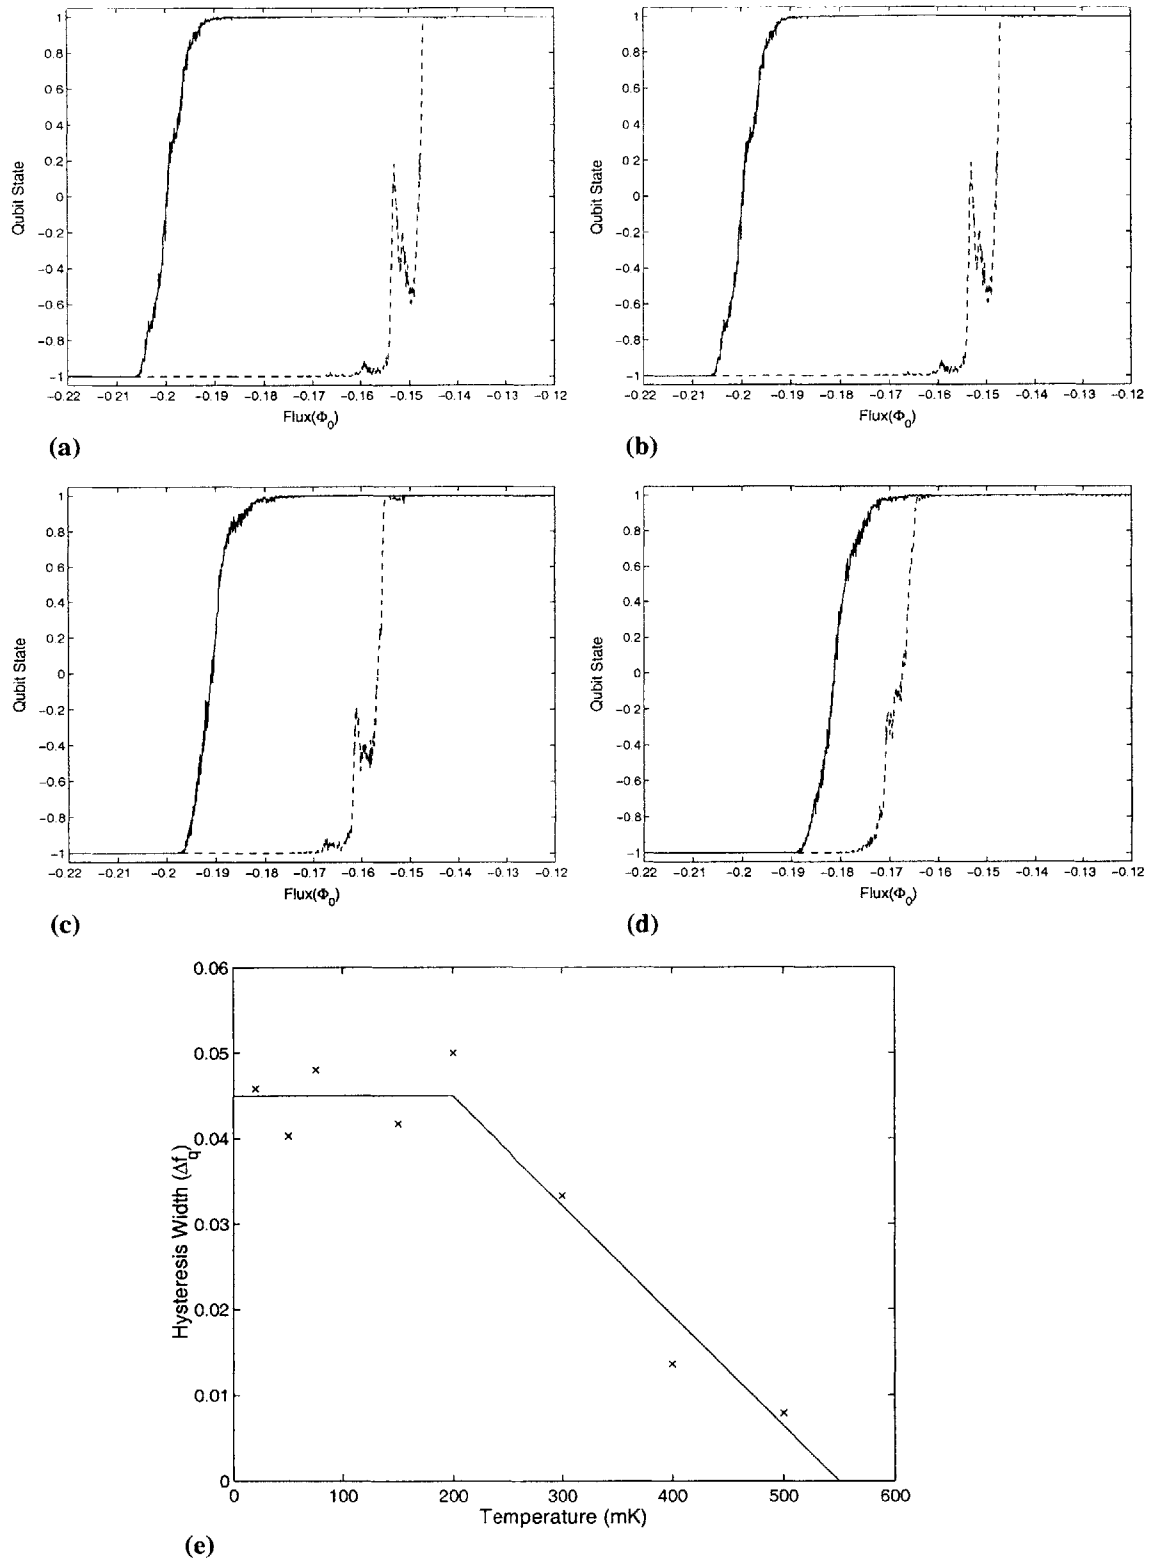 1
0.8
0.6
0.4
0.2
0
−0.2
−0.4
−0.6
−0.8
−1
Qubit State
−0.22 −0.21 −0.2 −0.19 −0.18 −0.17 −0.16 −0.15 −0.14 −0.13 −0.12
Flux(Φ₀)
(a)
1
0.8
0.6
0.4
0.2
0
−0.2
−0.4
−0.6
−0.8
−1
Qubit State
−0.22 −0.21 −0.2 −0.19 −0.18 −0.17 −0.16 −0.15 −0.14 −0.13 −0.12
Flux(Φ₀)
(b)
1
0.8
0.6
0.4
0.2
0
−0.2
−0.4
−0.6
−0.8
−1
Qubit State
−0.22 −0.21 −0.2 −0.19 −0.18 −0.17 −0.16 −0.15 −0.14 −0.13 −0.12
Flux(Φ₀)
(c)
1
0.8
0.6
0.4
0.2
0
−0.2
−0.4
−0.6
−0.8
−1
Qubit State
−0.22 −0.21 −0.2 −0.19 −0.18 −0.17 −0.16 −0.15 −0.14 −0.13 −0.12
Flux(Φ₀)
(d)
0.06
0.05
0.04
0.03
0.02
0.01
0
Hysteresis Width (Δf_q)
0 100 200 300 400 500 600
Temperature (mK)
(e)